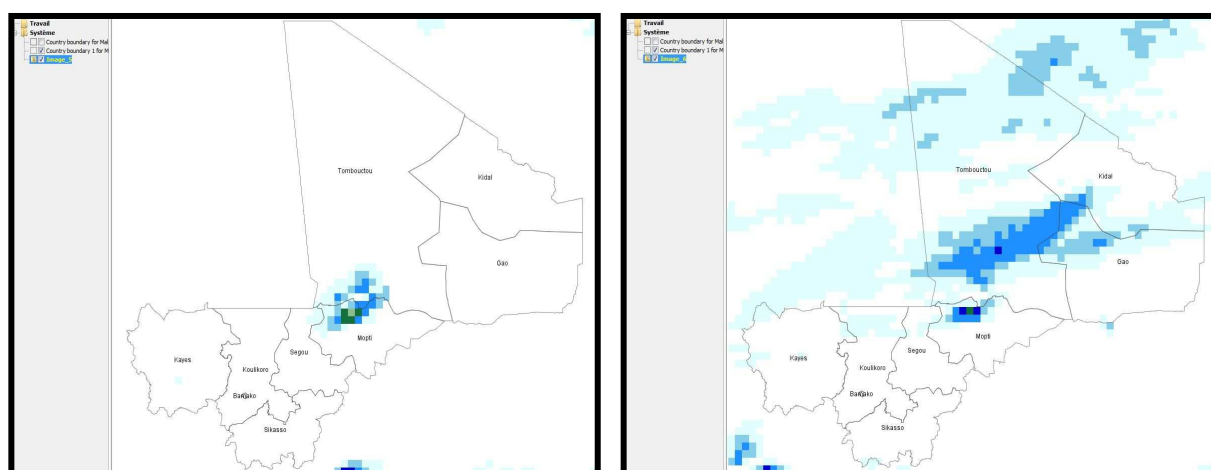 Travail
Système
Country boundary for Mal
Country boundary 1 for M
Image_5
Tombouctou
Kidal
Gao
Mopti
Segou
Kayes
Koulikoro
Bamako
Sikasso
Travail
Système
Country boundary for Mal
Country boundary 1 for M
Image_6
Tombouctou
Kidal
Gao
Mopti
Segou
Kayes
Koulikoro
Bamako
Sikasso